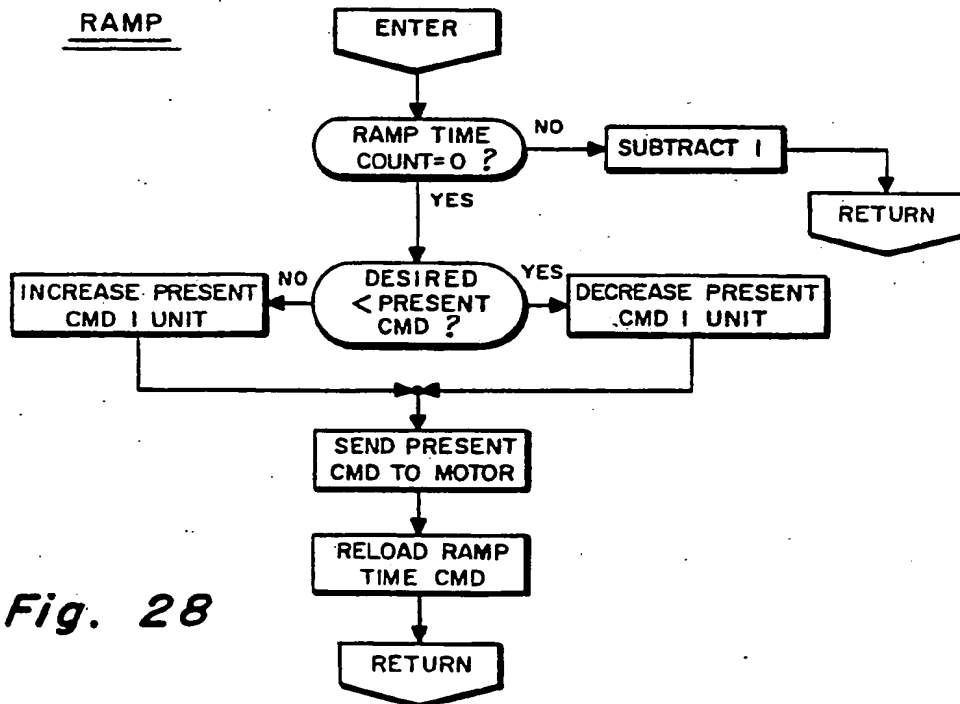 RAMP
ENTER
RAMP TIME
COUNT=0 ?
NO
SUBTRACT 1
RETURN
YES
DESIRED
< PRESENT
CMD ?
NO
INCREASE PRESENT
CMD 1 UNIT
YES
DECREASE PRESENT
CMD 1 UNIT
SEND PRESENT
CMD TO MOTOR
RELOAD RAMP
TIME CMD
RETURN
Fig. 28